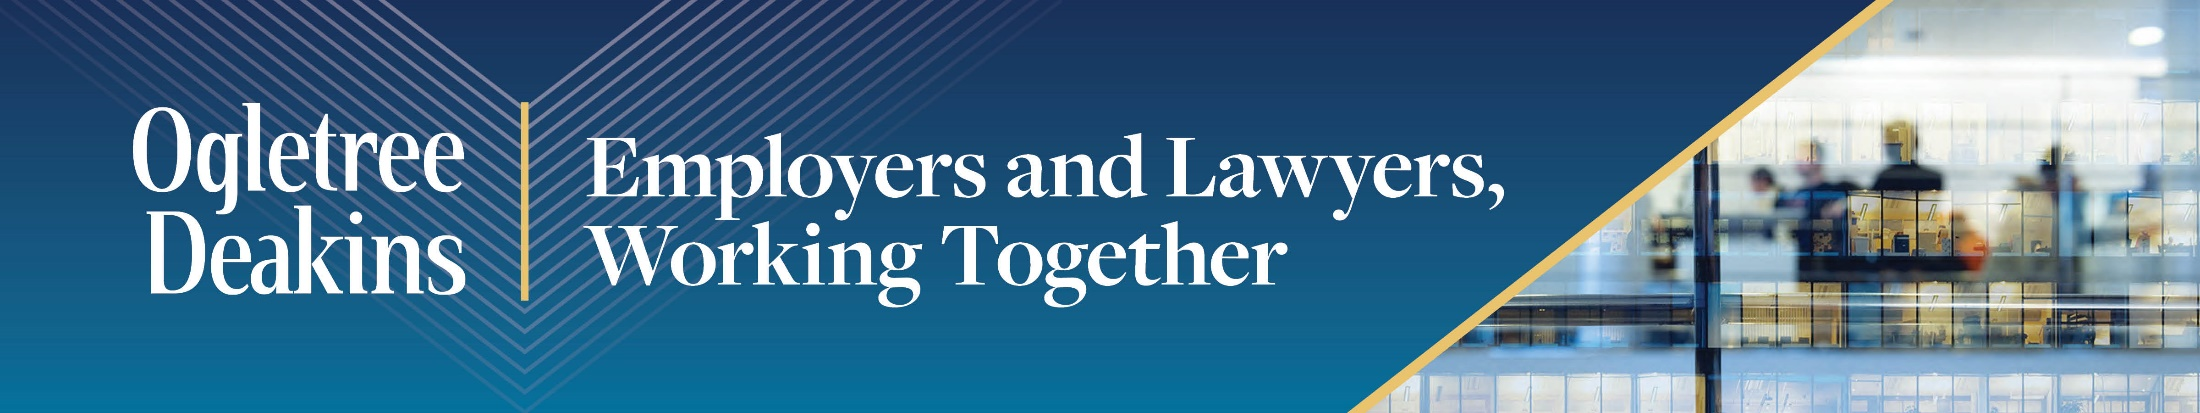 Ogletree
Deakins
Employers and Lawyers,
Working Together